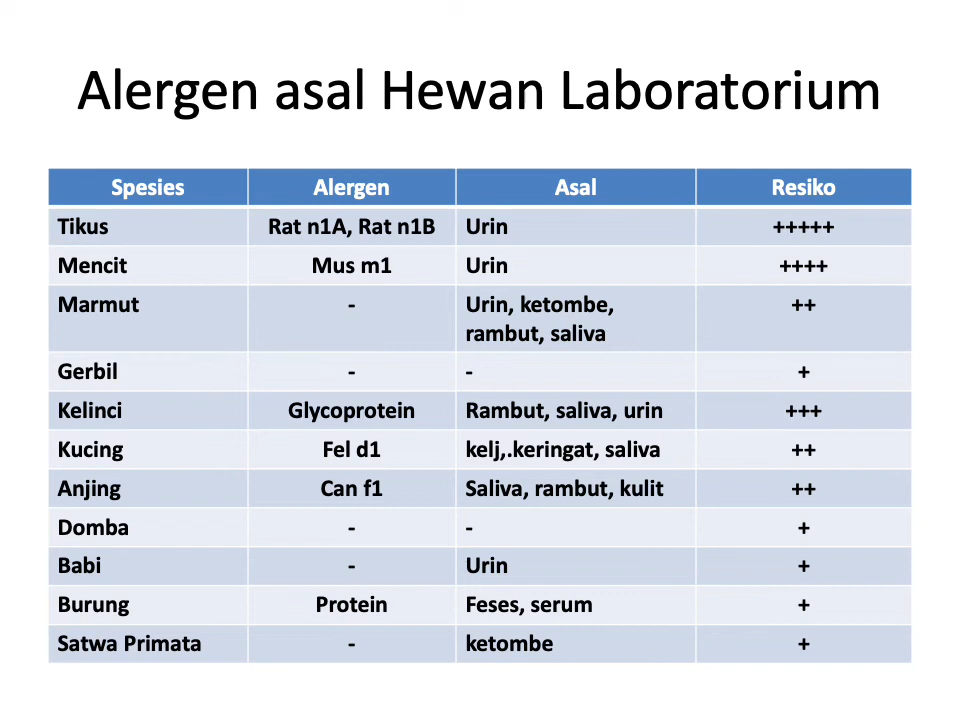 Alergen asal Hewan Laboratorium
Spesies Alergen Asal Resiko
Tikus Rat n1A, Rat n1B Urin +++++
Mencit Mus m1 Urin ++++
Marmut - Urin, ketombe, ++
rambut, saliva
Gerbil - - +
Kelinci Glycoprotein Rambut, saliva, urin +++
Kucing Fel d1 kelj,.keringat, saliva ++
Anjing Can f1 Saliva, rambut, kulit ++
Domba - - +
Babi - Urin +
Burung Protein Feses, serum +
Satwa Primata - ketombe +